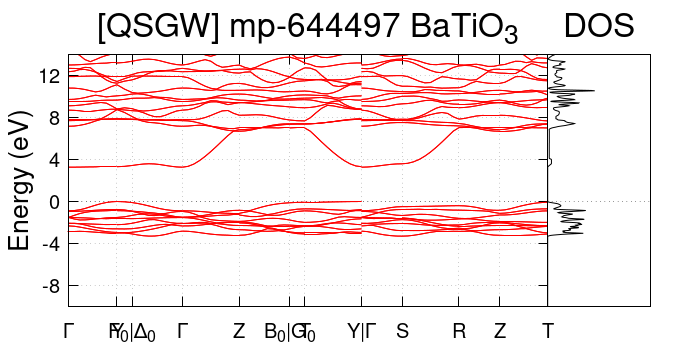 [QSGW] mp-644497 BaTiO₃ DOS
Energy (eV)
12
8
4
0
-4
-8
Γ Γ Z Y|Γ S R Z T